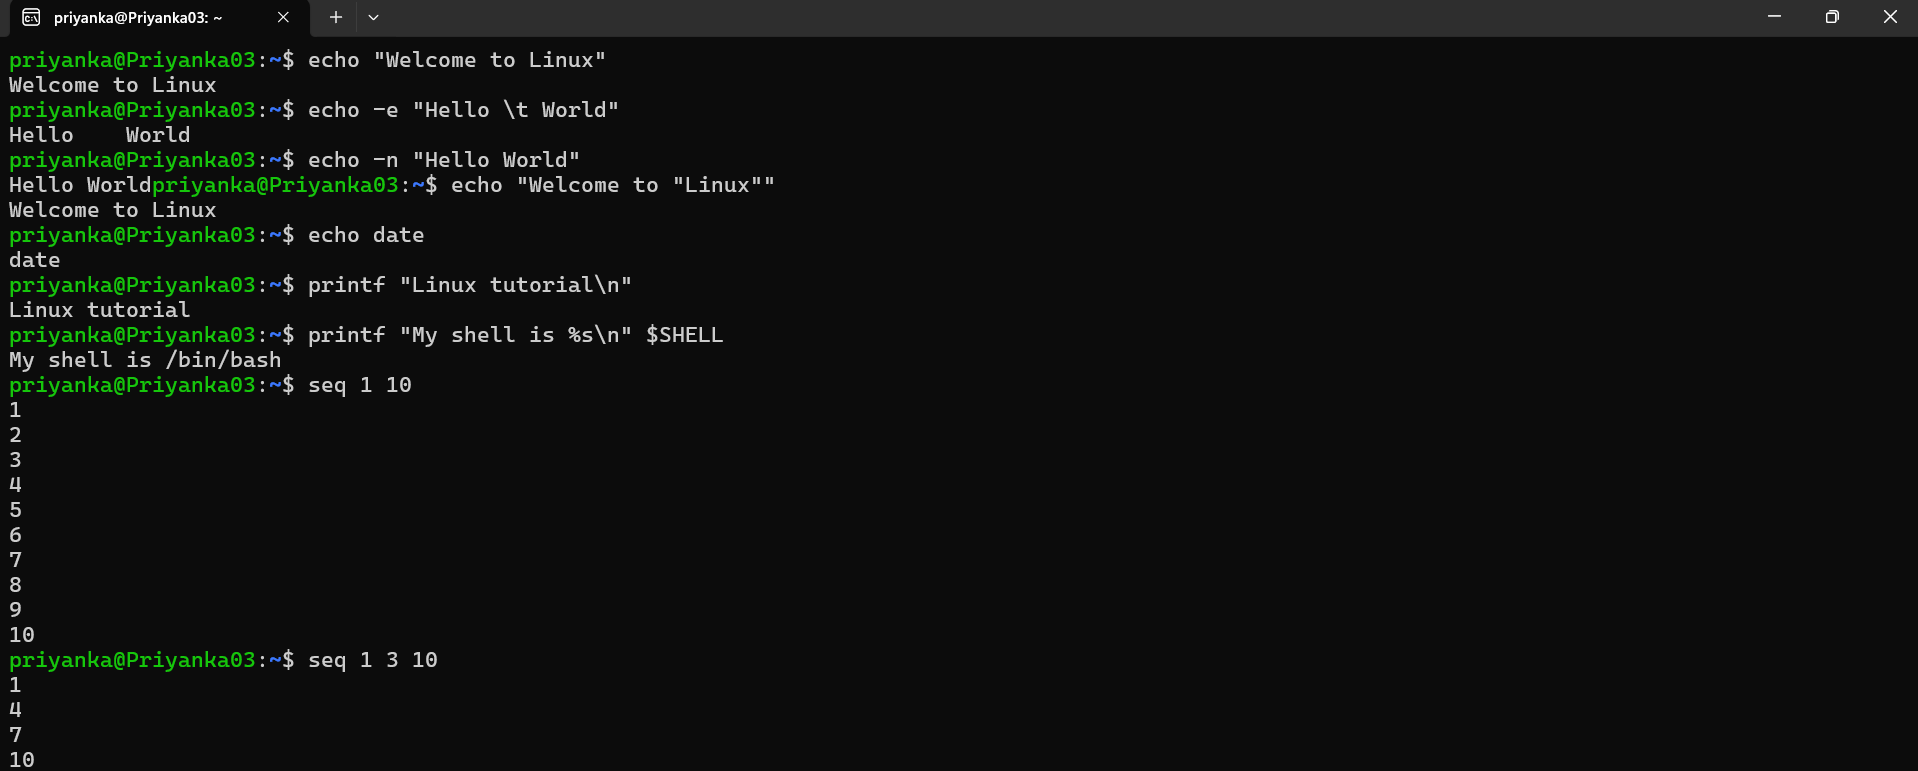 priyanka@Priyanka03: ~
priyanka@Priyanka03:~$ echo "Welcome to Linux"
Welcome to Linux
priyanka@Priyanka03:~$ echo -e "Hello \t World"
Hello    World
priyanka@Priyanka03:~$ echo -n "Hello World"
Hello Worldpriyanka@Priyanka03:~$ echo "Welcome to "Linux""
Welcome to Linux
priyanka@Priyanka03:~$ echo date
date
priyanka@Priyanka03:~$ printf "Linux tutorial\n"
Linux tutorial
priyanka@Priyanka03:~$ printf "My shell is %s\n" $SHELL
My shell is /bin/bash
priyanka@Priyanka03:~$ seq 1 10
1
2
3
4
5
6
7
8
9
10
priyanka@Priyanka03:~$ seq 1 3 10
1
4
7
10